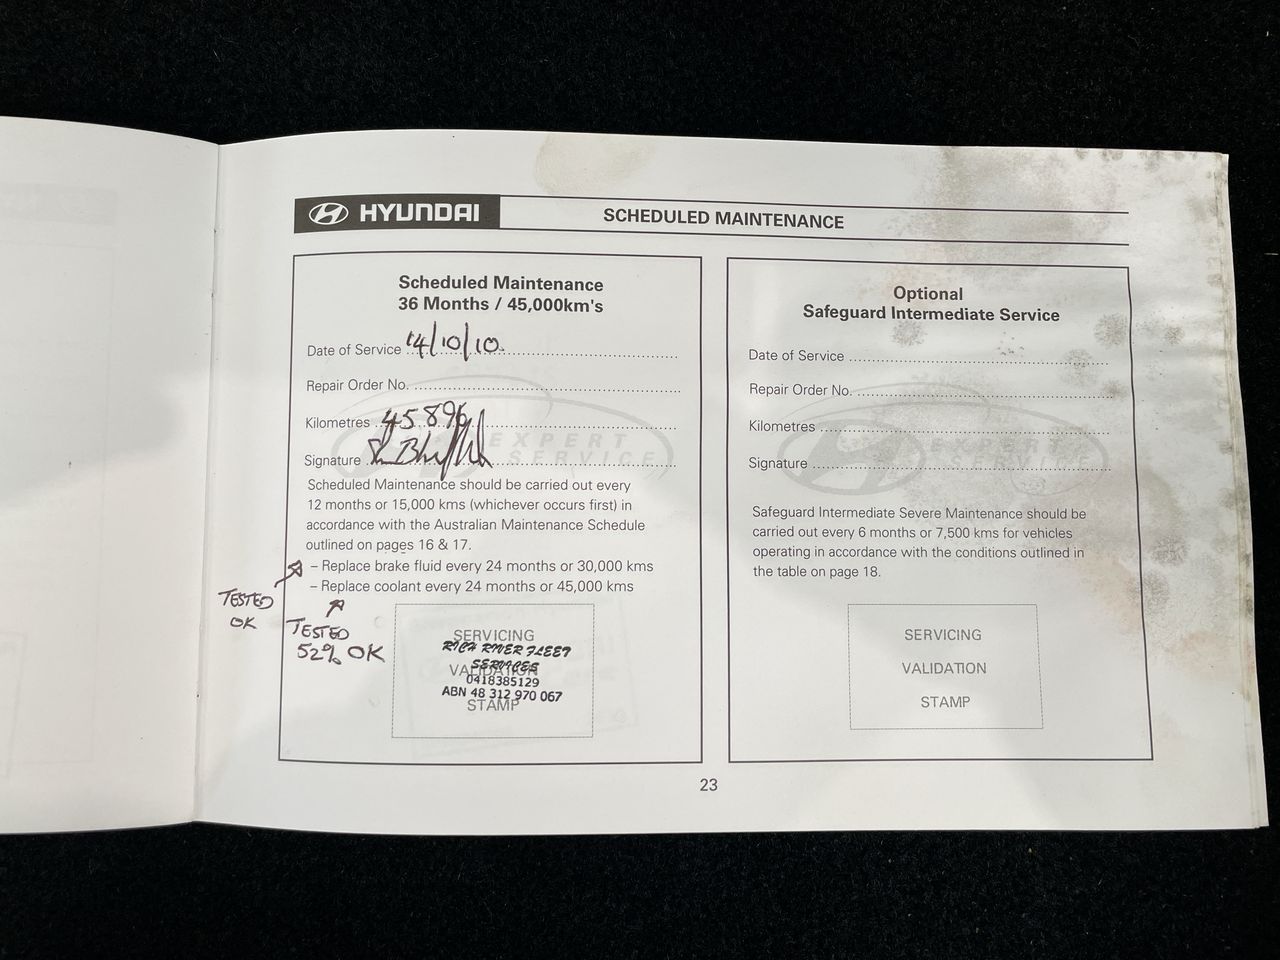 HYUNDAI
SCHEDULED MAINTENANCE
Scheduled Maintenance
36 Months / 45,000km's
Date of Service 14/10/10
Repair Order No.
Kilometres 45896
Signature
EXPERT
SERVICE
Scheduled Maintenance should be carried out every
12 months or 15,000 kms (whichever occurs first) in
accordance with the Australian Maintenance Schedule
outlined on pages 16 & 17.
– Replace brake fluid every 24 months or 30,000 kms
– Replace coolant every 24 months or 45,000 kms
TESTED
OK
TESTED
52% OK
SERVICING
RICH RIVER FLEET
SERVICES
VALIDATION
0418385129
ABN 48 312 970 067
STAMP
Optional
Safeguard Intermediate Service
Date of Service
Repair Order No.
Kilometres
EXPERT
SERVICE
Signature
Safeguard Intermediate Severe Maintenance should be
carried out every 6 months or 7,500 kms for vehicles
operating in accordance with the conditions outlined in
the table on page 18.
SERVICING
VALIDATION
STAMP
23